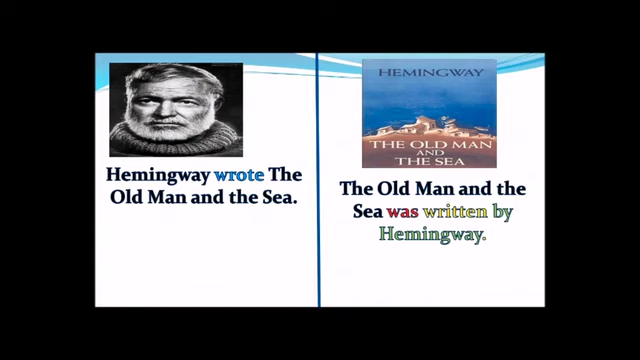 Hemingway wrote The
Old Man and the Sea.
HEMINGWAY
THE OLD MAN
AND
THE SEA
The Old Man and the
Sea was written by
Hemingway.